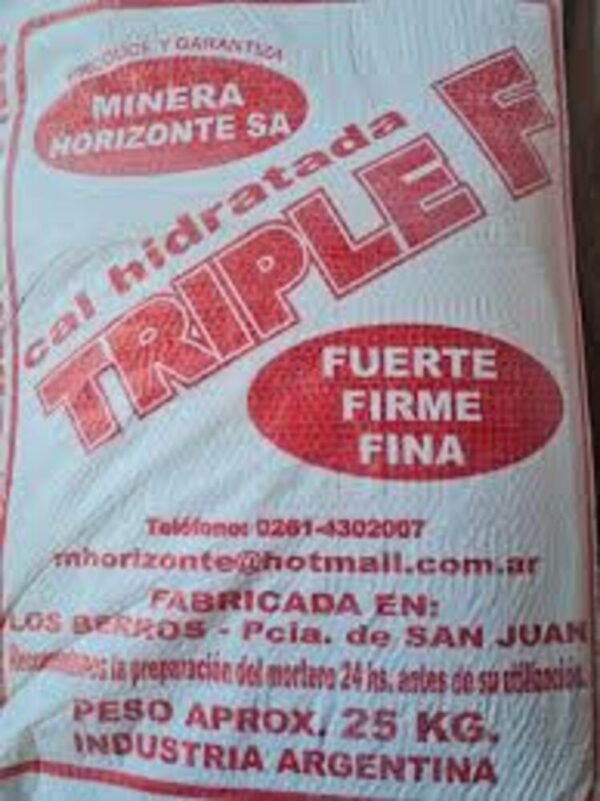 PRODUCE Y GARANTIZA
MINERA
HORIZONTE SA
cal hidratada
TRIPLE F
FUERTE
FIRME
FINA
Teléfono: 0261-4302007
mhorizonte@hotmail.com.ar
FABRICADA EN:
LOS BERROS - Pcia. de SAN JUAN
Recomendamos la preparación del mortero 24 hs. antes de su utilización.
PESO APROX. 25 KG.
INDUSTRIA ARGENTINA